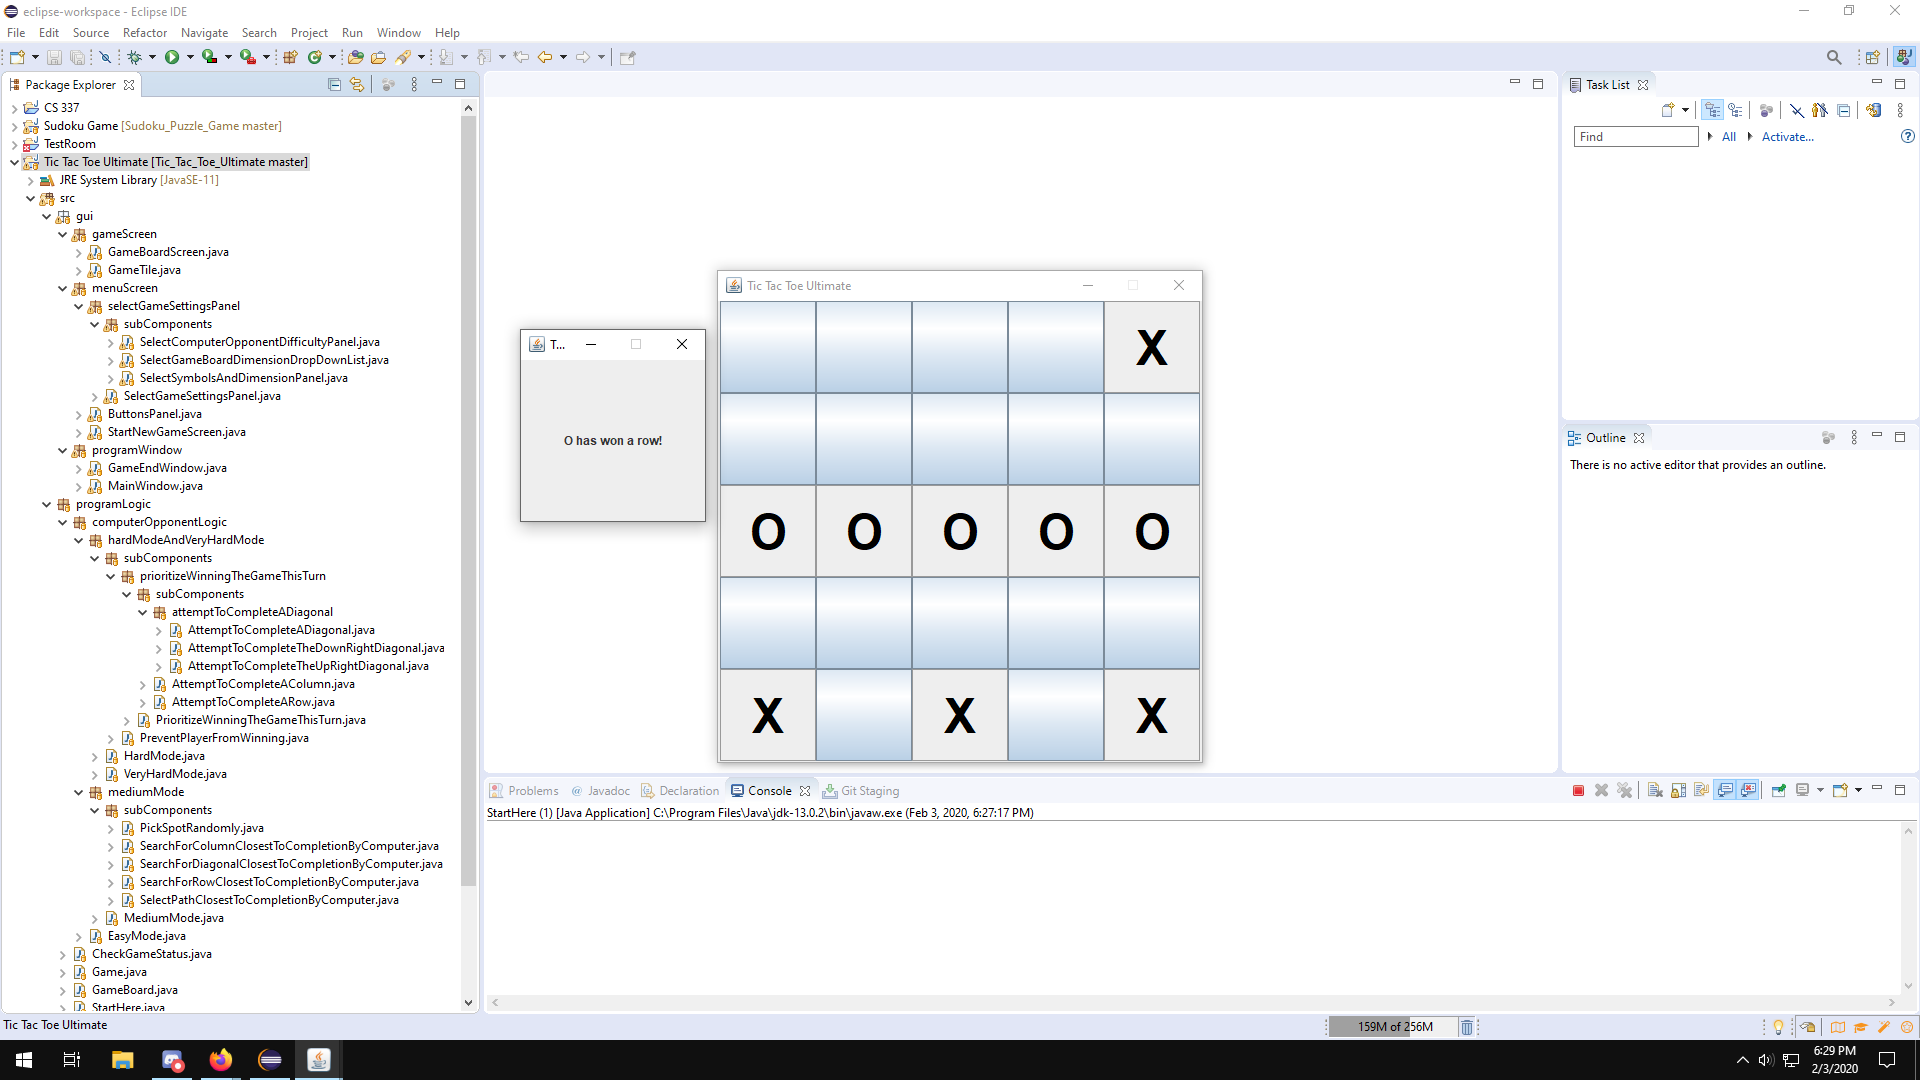 eclipse-workspace - Eclipse IDE
File Edit Source Refactor Navigate Search Project Run Window Help
Package Explorer
CS 337
Sudoku Game [Sudoku_Puzzle_Game master]
TestRoom
Tic Tac Toe Ultimate [Tic_Tac_Toe_Ultimate master]
JRE System Library [JavaSE-11]
src
gui
gameScreen
GameBoardScreen.java
GameTile.java
menuScreen
selectGameSettingsPanel
subComponents
SelectComputerOpponentDifficultyPanel.java
SelectGameBoardDimensionDropDownList.java
SelectSymbolsAndDimensionPanel.java
SelectGameSettingsPanel.java
ButtonsPanel.java
StartNewGameScreen.java
programWindow
GameEndWindow.java
MainWindow.java
programLogic
computerOpponentLogic
hardModeAndVeryHardMode
subComponents
prioritizeWinningTheGameThisTurn
subComponents
attemptToCompleteADiagonal
AttemptToCompleteADiagonal.java
AttemptToCompleteTheDownRightDiagonal.java
AttemptToCompleteTheUpRightDiagonal.java
AttemptToCompleteAColumn.java
AttemptToCompleteARow.java
PrioritizeWinningTheGameThisTurn.java
PreventPlayerFromWinning.java
HardMode.java
VeryHardMode.java
mediumMode
subComponents
PickSpotRandomly.java
SearchForColumnClosestToCompletionByComputer.java
SearchForDiagonalClosestToCompletionByComputer.java
SearchForRowClosestToCompletionByComputer.java
SelectPathClosestToCompletionByComputer.java
MediumMode.java
EasyMode.java
CheckGameStatus.java
Game.java
GameBoard.java
StartHere.java
T...
O has won a row!
Tic Tac Toe Ultimate
X
O O O O O
X X X
Task List
Find All Activate...
Outline
There is no active editor that provides an outline.
Problems @ Javadoc Declaration Console Git Staging
StartHere (1) [Java Application] C:\Program Files\Java\jdk-13.0.2\bin\javaw.exe (Feb 3, 2020, 6:27:17 PM)
Tic Tac Toe Ultimate
159M of 256M
6:29 PM
2/3/2020